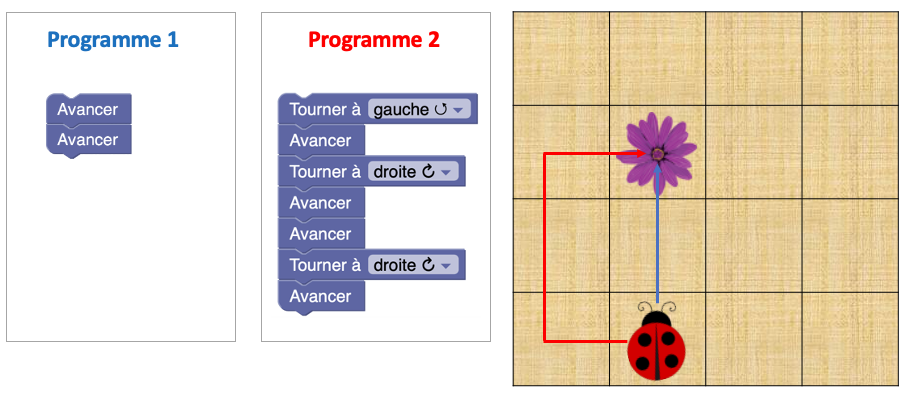 Programme 1
Avancer
Avancer
Programme 2
Tourner à gauche ↺
Avancer
Tourner à droite ↻
Avancer
Avancer
Tourner à droite ↻
Avancer